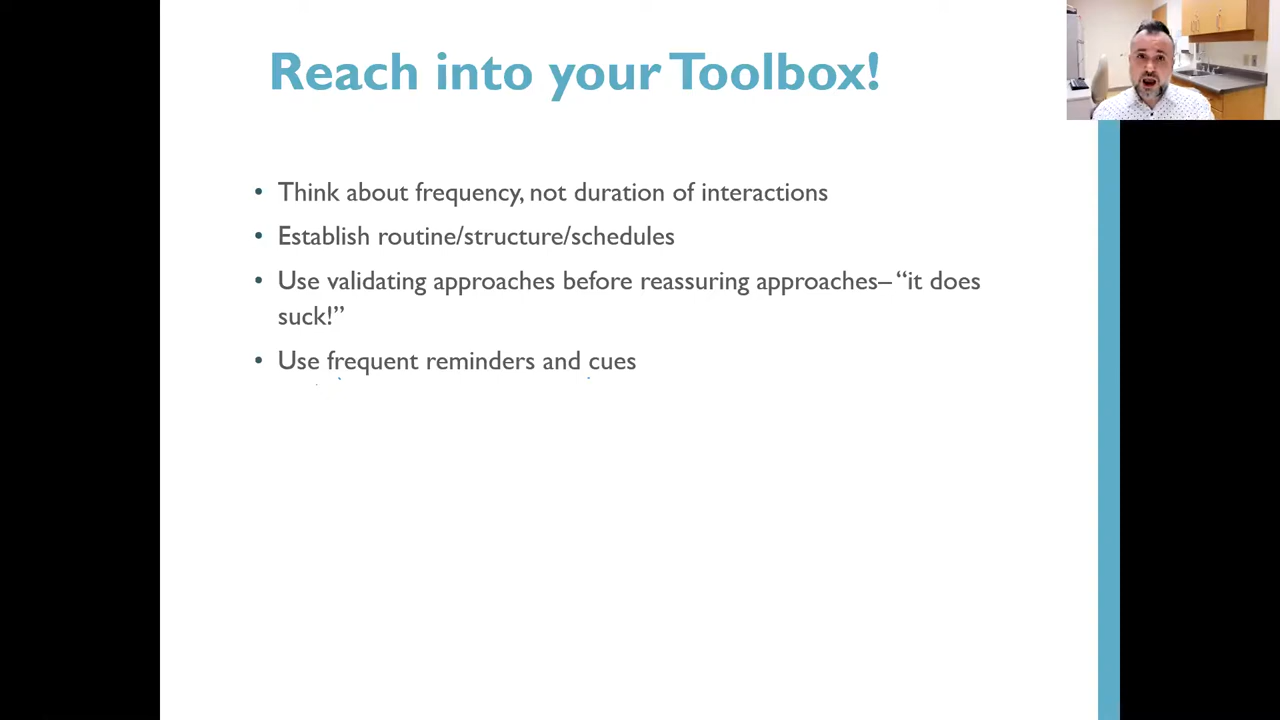 Reach into your Toolbox!
• Think about frequency, not duration of interactions
• Establish routine/structure/schedules
• Use validating approaches before reassuring approaches– “it does
suck!”
• Use frequent reminders and cues